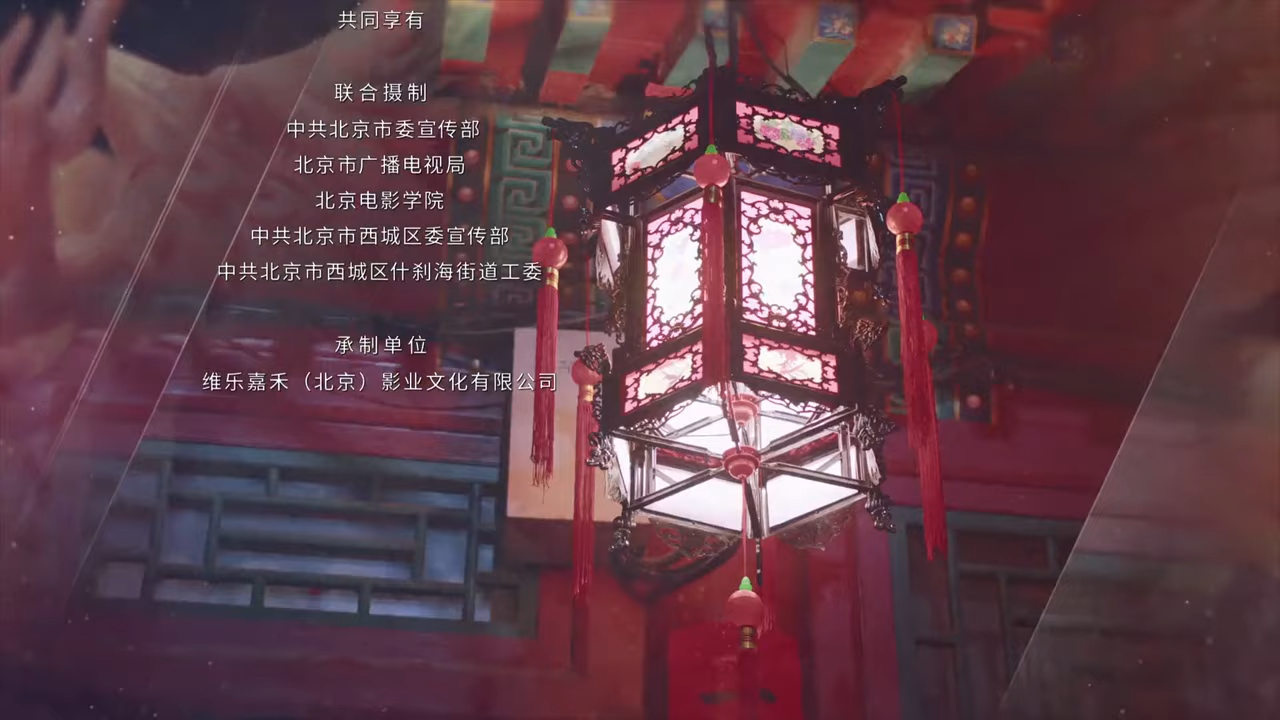 共同享有
联合摄制
中共北京市委宣传部
北京市广播电视局
北京电影学院
中共北京市西城区委宣传部
中共北京市西城区什刹海街道工委
承制单位
维乐嘉禾（北京）影业文化有限公司